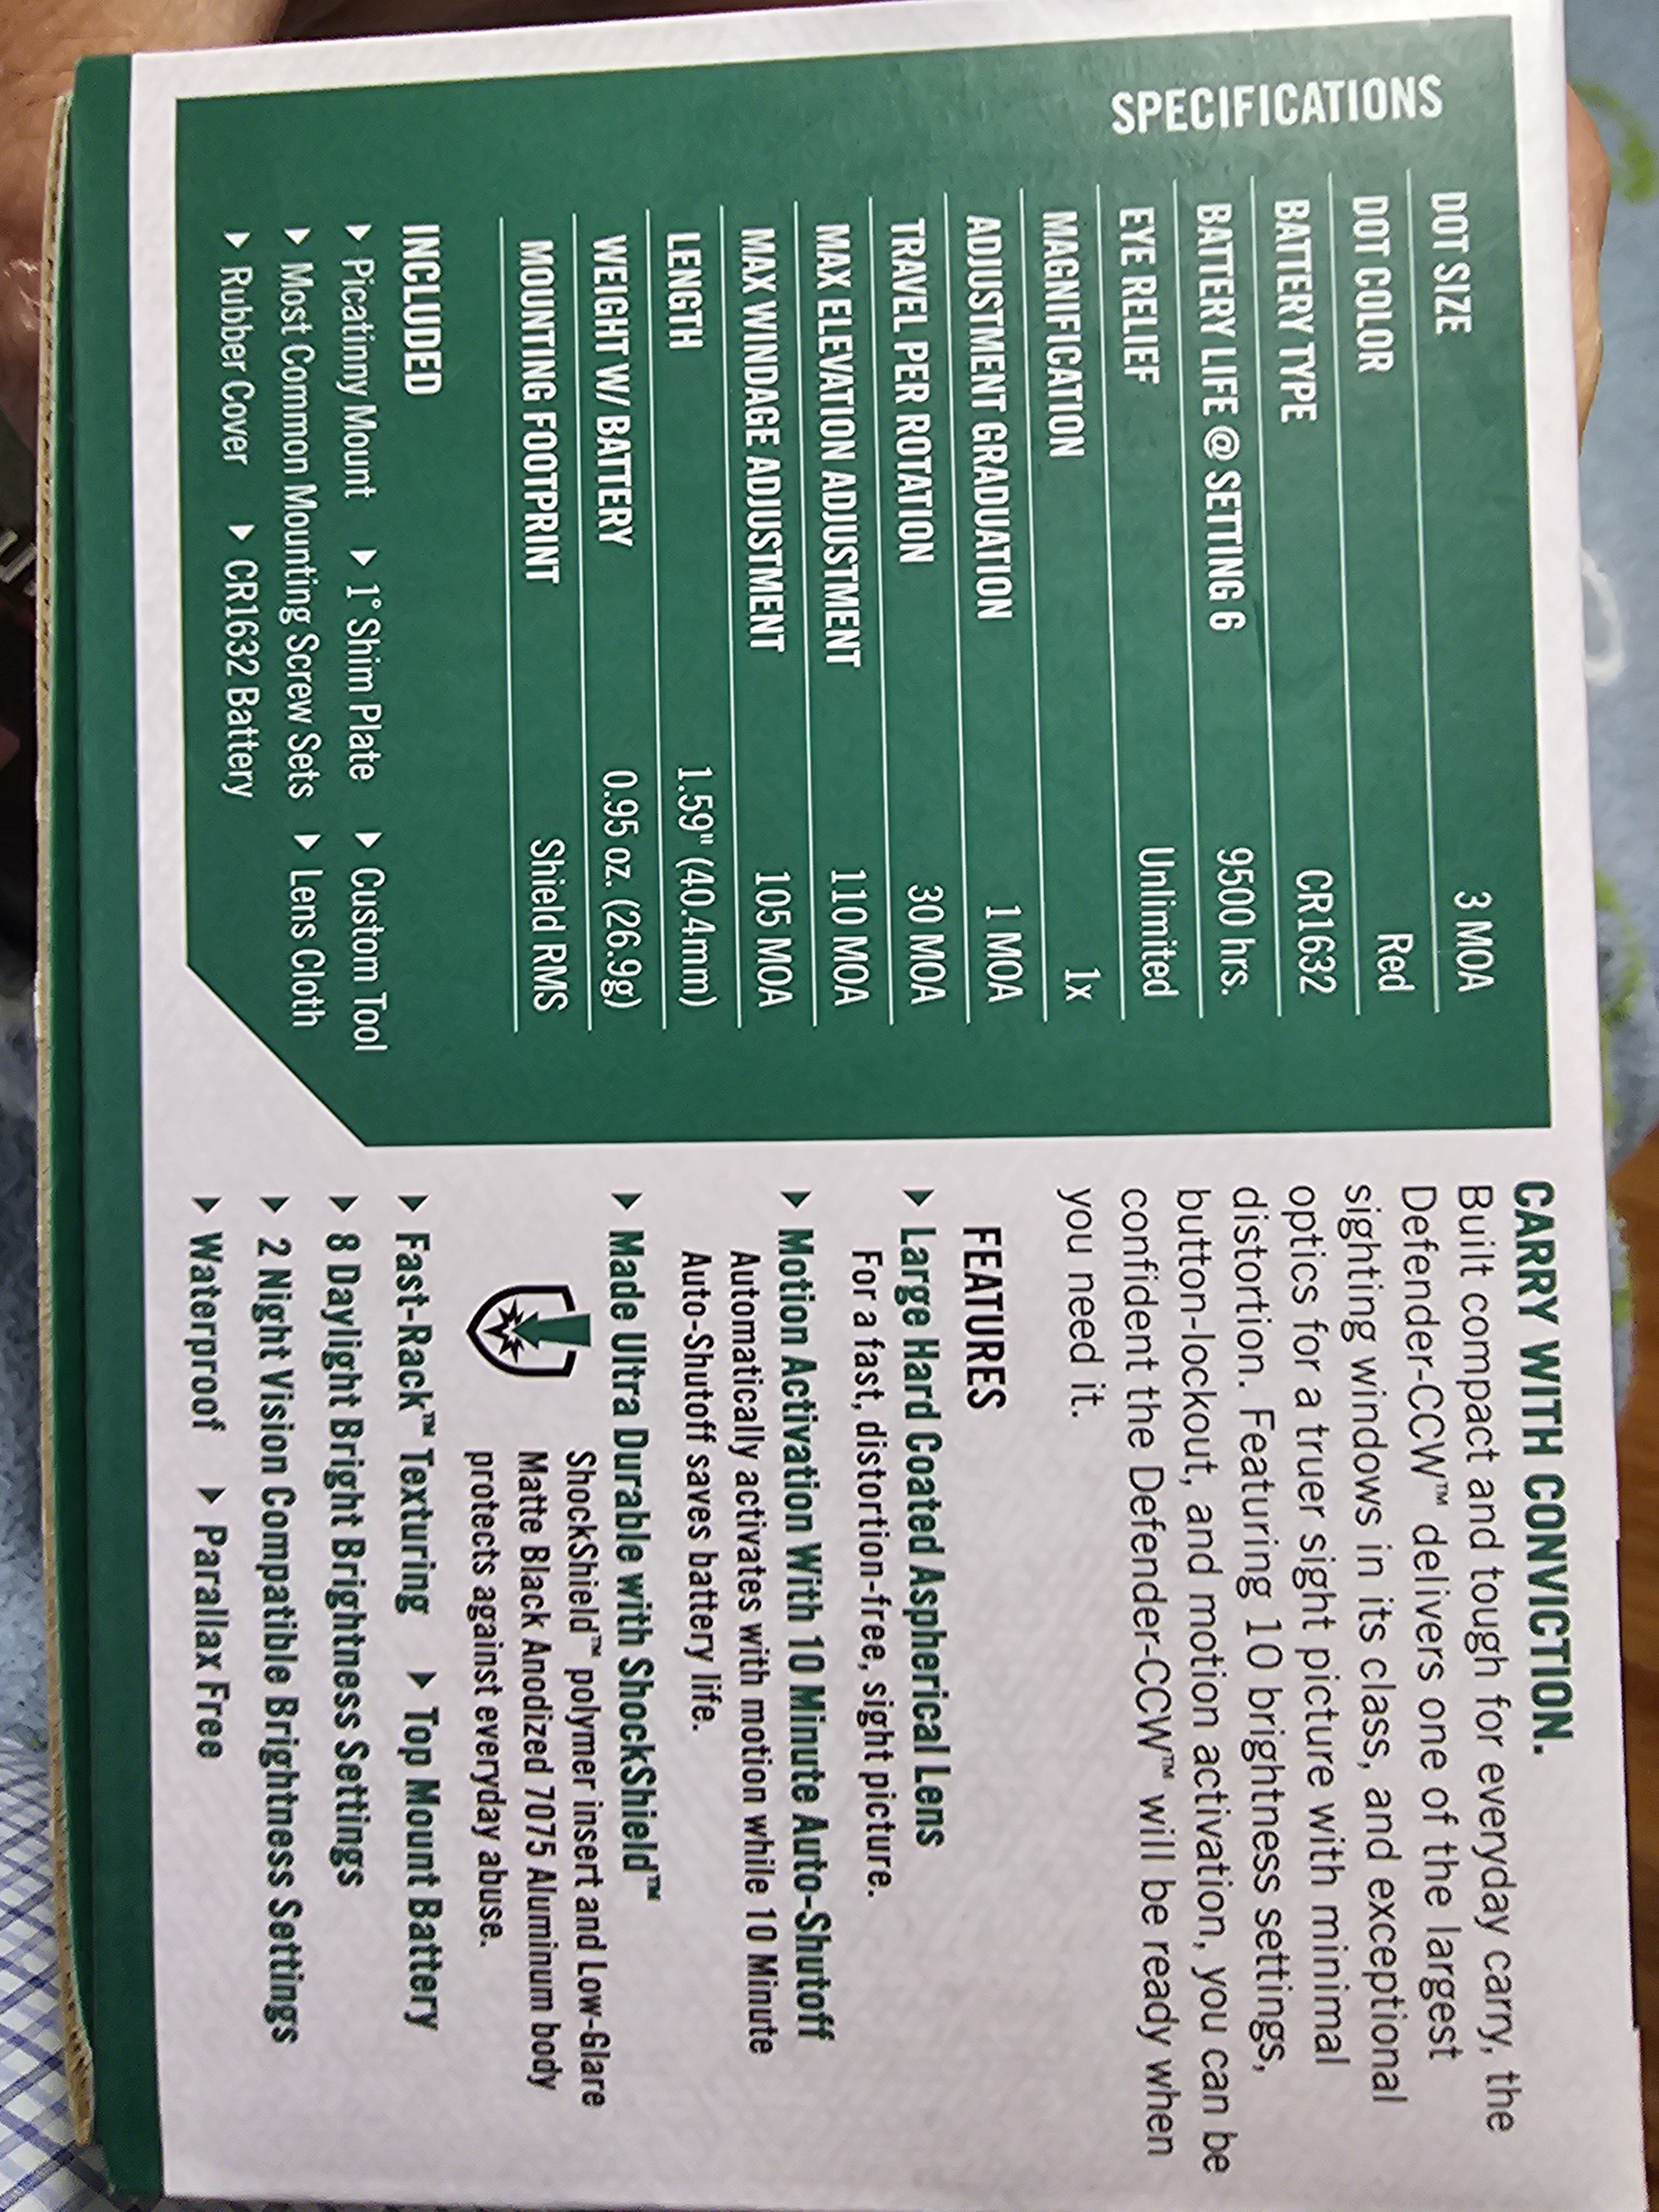 SPECIFICATIONS
DOT SIZE 3 MOA
DOT COLOR Red
BATTERY TYPE CR1632
BATTERY LIFE @ SETTING 6 9500 hrs.
EYE RELIEF Unlimited
MAGNIFICATION 1x
ADJUSTMENT GRADUATION 1 MOA
TRAVEL PER ROTATION 30 MOA
MAX ELEVATION ADJUSTMENT 110 MOA
MAX WINDAGE ADJUSTMENT 105 MOA
LENGTH 1.59" (40.4mm)
WEIGHT W/ BATTERY 0.95 oz. (26.9g)
MOUNTING FOOTPRINT Shield RMS
INCLUDED
Picatinny Mount 1° Shim Plate Custom Tool
Most Common Mounting Screw Sets Lens Cloth
Rubber Cover CR1632 Battery
CARRY WITH CONVICTION.
Built compact and tough for everyday carry, the
Defender-CCW™ delivers one of the largest
sighting windows in its class, and exceptional
optics for a truer sight picture with minimal
distortion. Featuring 10 brightness settings,
button-lockout, and motion activation, you can be
confident the Defender-CCW™ will be ready when
you need it.
FEATURES
Large Hard Coated Aspherical Lens
For a fast, distortion-free, sight picture.
Motion Activation With 10 Minute Auto-Shutoff
Automatically activates with motion while 10 Minute
Auto-Shutoff saves battery life.
Made Ultra Durable with ShockShield™
ShockShield™ polymer insert and Low-Glare
Matte Black Anodized 7075 Aluminum body
protects against everyday abuse.
Fast-Rack™ Texturing Top Mount Battery
8 Daylight Bright Brightness Settings
2 Night Vision Compatible Brightness Settings
Waterproof Parallax Free